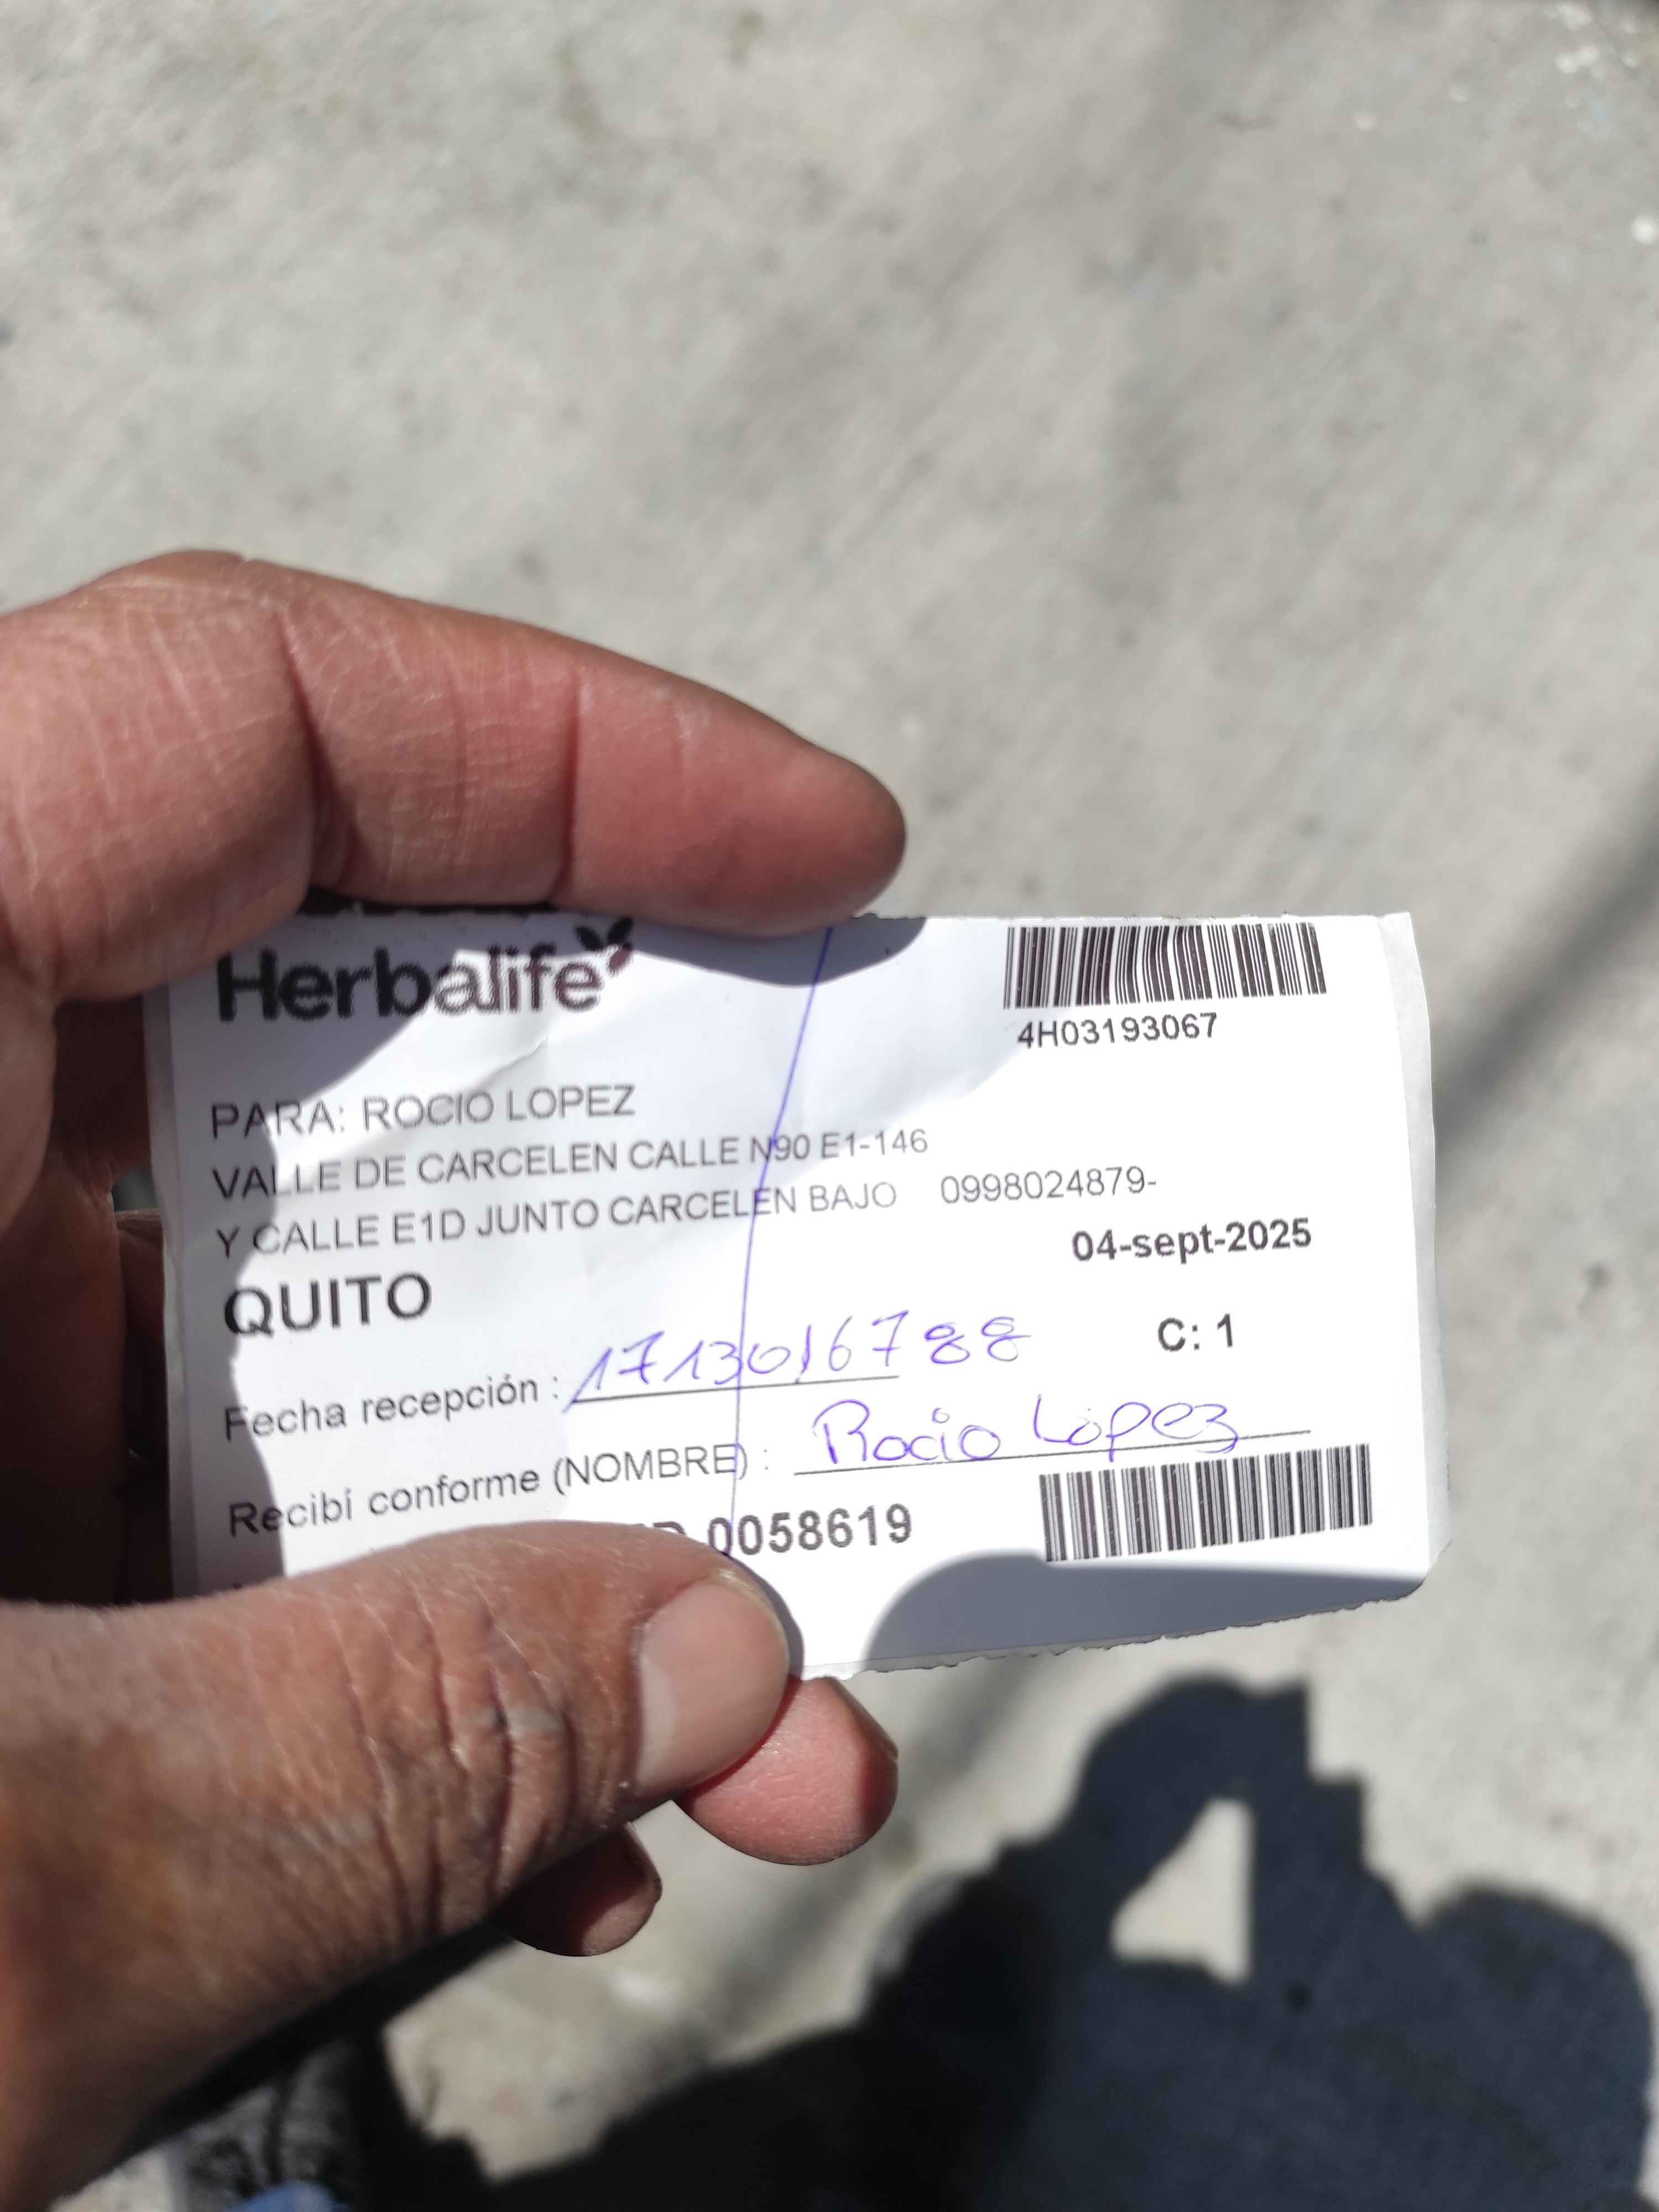 Herbalife
4H03193067
PARA: ROCIO LOPEZ
VALLE DE CARCELEN CALLE N90 E1-146
Y CALLE E1D JUNTO CARCELEN BAJO 0998024879-
04-sept-2025
QUITO
C: 1
Fecha recepción : 1713016788
Recibí conforme (NOMBRE) : Rocio Lopez
0058619